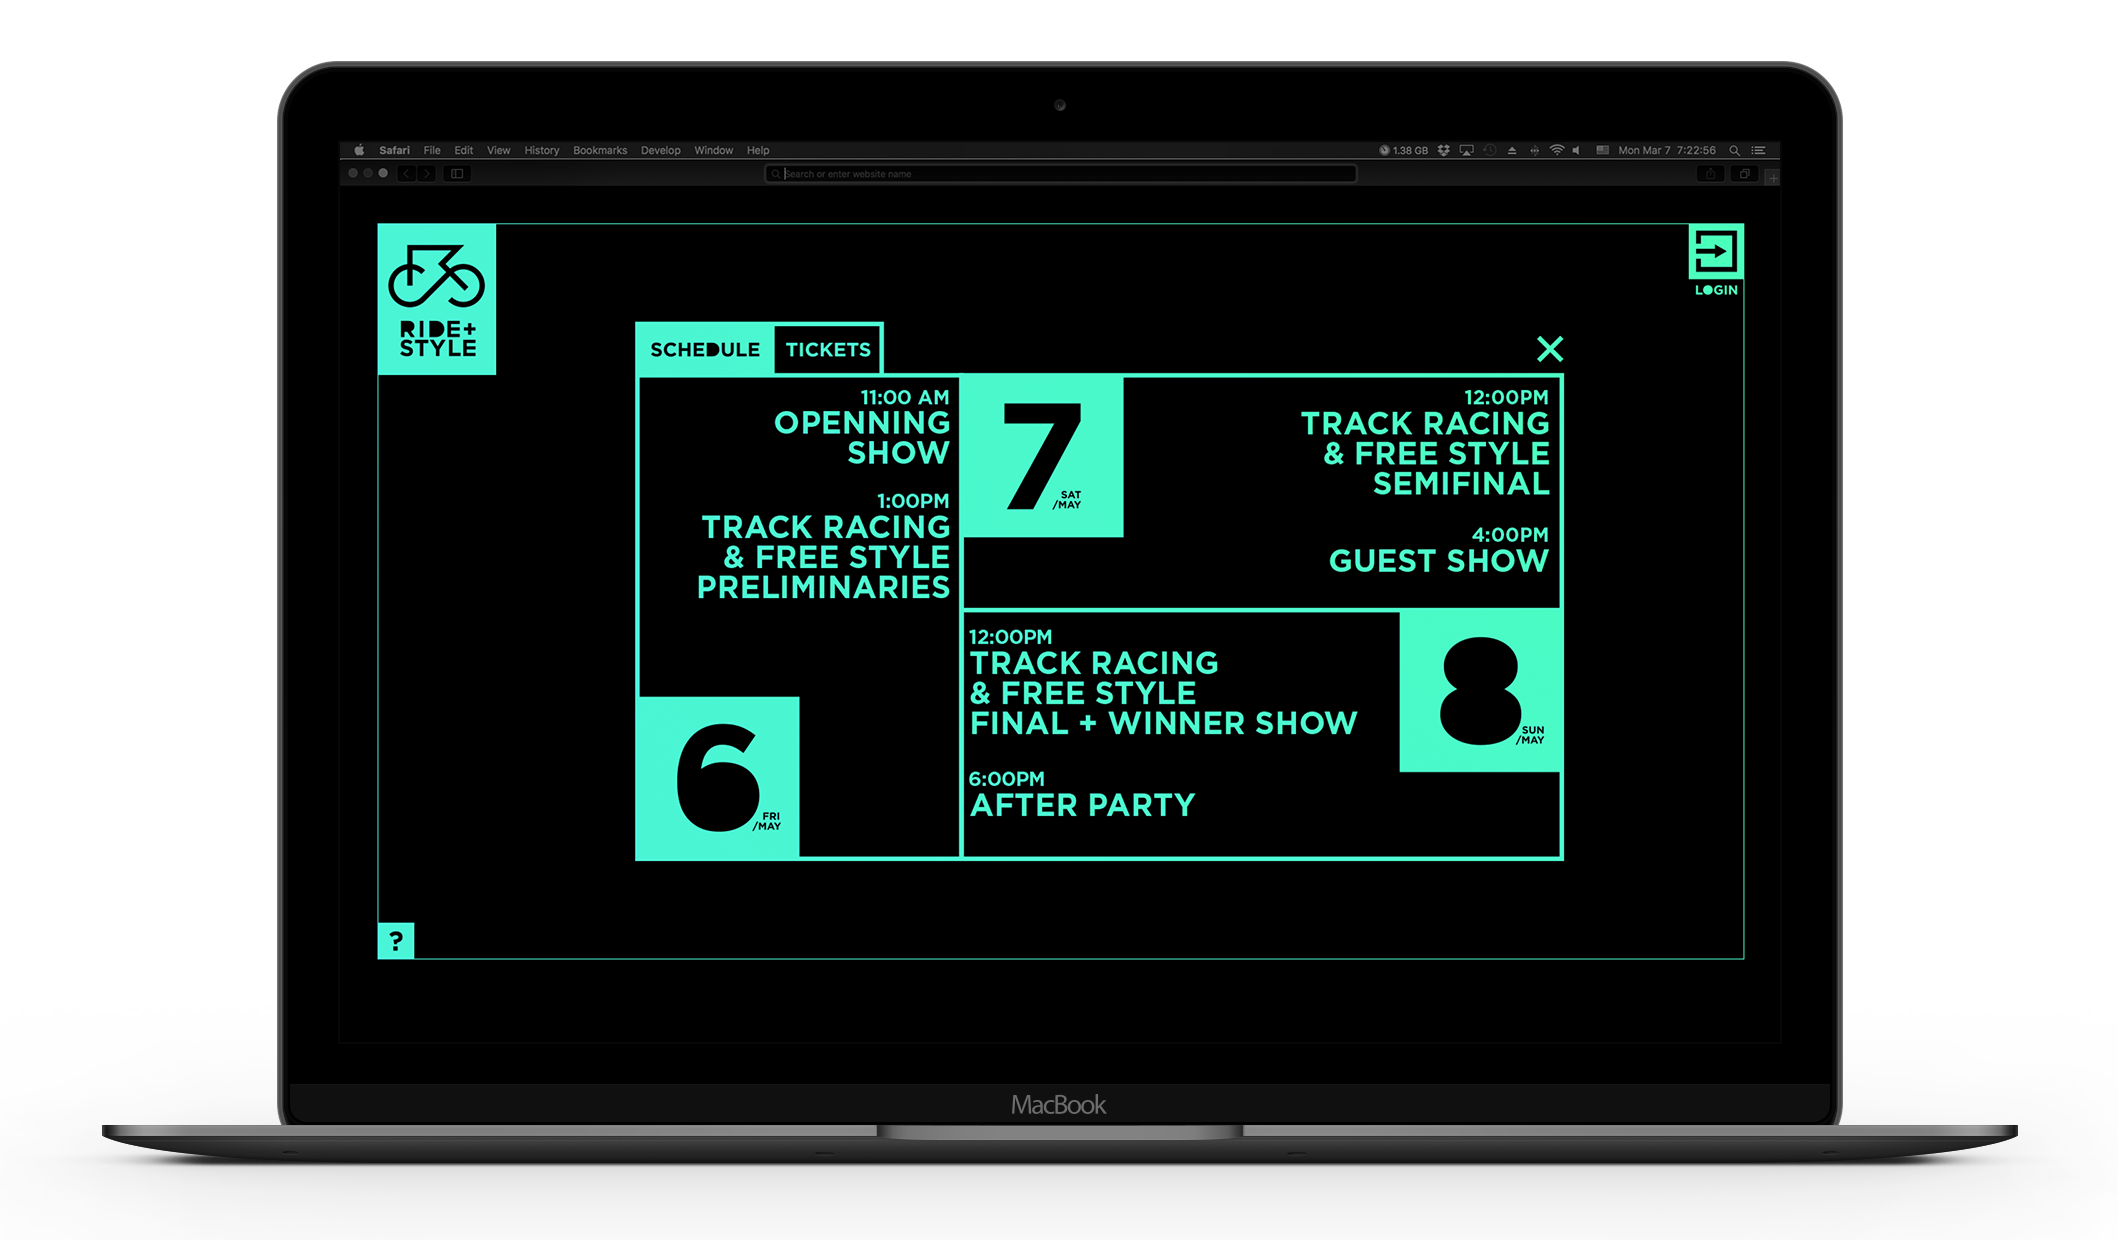 Safari File Edit View History Bookmarks Develop Window Help
1.38 GB Mon Mar 7 7:22:56
Search or enter website name
RIDE+
STYLE
LOGIN
SCHEDULE
TICKETS
11:00 AM
OPENNING
SHOW
1:00PM
TRACK RACING
& FREE STYLE
PRELIMINARIES
6
FRI
/MAY
7
SAT
/MAY
12:00PM
TRACK RACING
& FREE STYLE
SEMIFINAL
4:00PM
GUEST SHOW
12:00PM
TRACK RACING
& FREE STYLE
FINAL + WINNER SHOW
6:00PM
AFTER PARTY
8
SUN
/MAY
?
MacBook